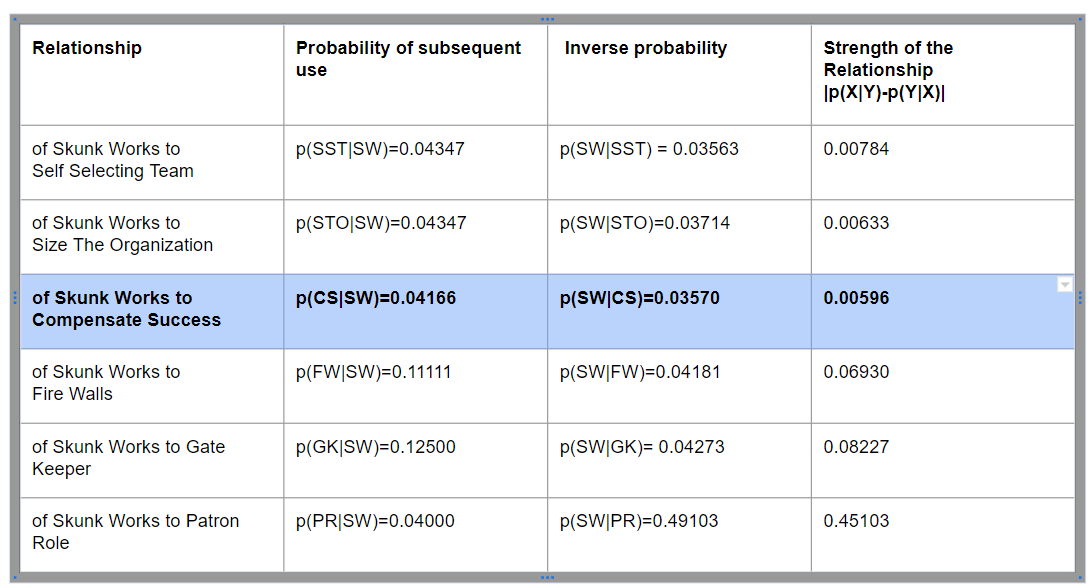 Relationship
Probability of subsequent
use
Inverse probability
Strength of the
Relationship
|p(X|Y)-p(Y|X)|
of Skunk Works to
Self Selecting Team
p(SST|SW)=0.04347
p(SW|SST) = 0.03563
0.00784
of Skunk Works to
Size The Organization
p(STO|SW)=0.04347
p(SW|STO)=0.03714
0.00633
of Skunk Works to
Compensate Success
p(CS|SW)=0.04166
p(SW|CS)=0.03570
0.00596
of Skunk Works to
Fire Walls
p(FW|SW)=0.11111
p(SW|FW)=0.04181
0.06930
of Skunk Works to Gate
Keeper
p(GK|SW)=0.12500
p(SW|GK)= 0.04273
0.08227
of Skunk Works to Patron
Role
p(PR|SW)=0.04000
p(SW|PR)=0.49103
0.45103